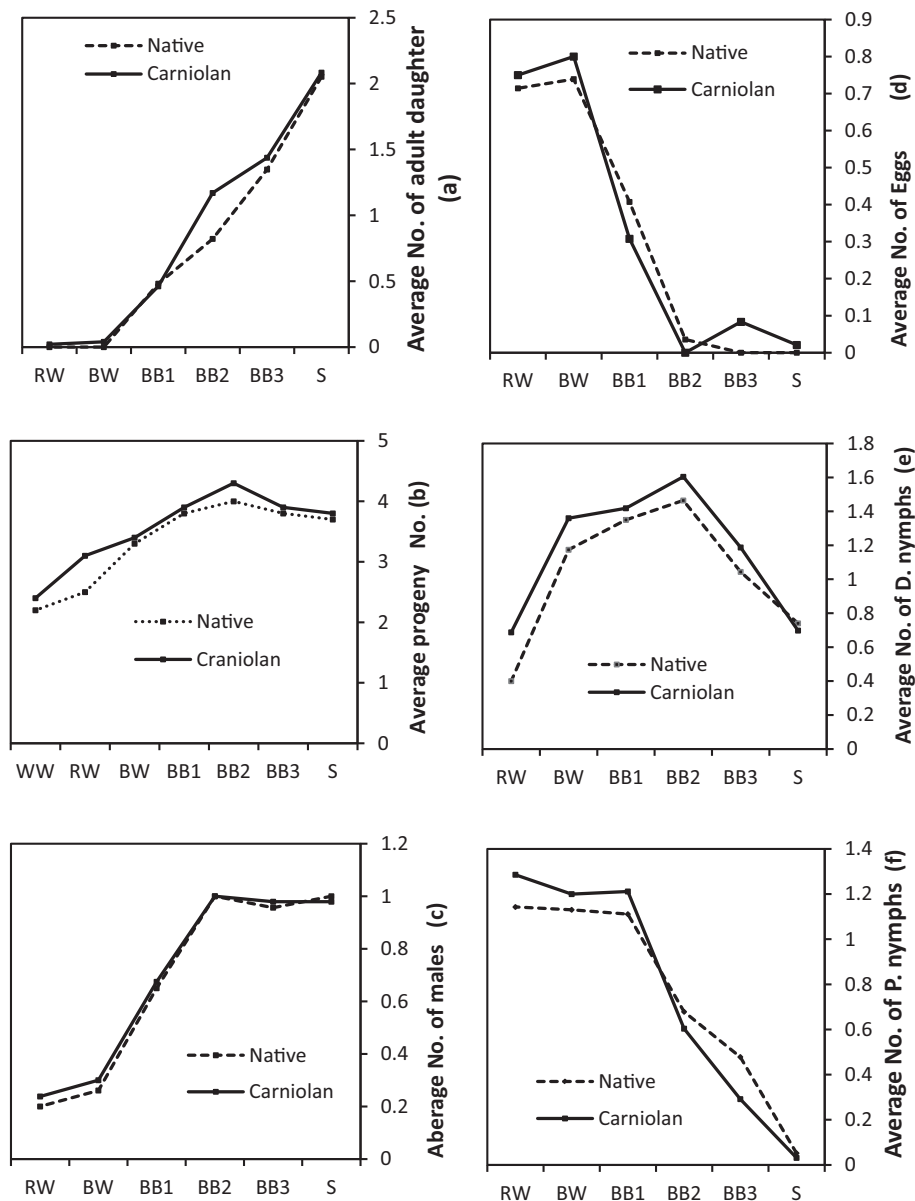 Native
Carniolan
2.5
2
1.5
1
0.5
0
Average No. of adult daughter
(a)
RW BW BB1 BB2 BB3 S
Native
Carniolan
0.9
0.8
0.7
0.6
0.5
0.4
0.3
0.2
0.1
0
Average No. of Eggs (d)
RW BW BB1 BB2 BB3 S
Native
Craniolan
5
4
3
2
1
0
Average progeny No. (b)
WW RW BW BB1 BB2 BB3 S
Native
Carniolan
1.8
1.6
1.4
1.2
1
0.8
0.6
0.4
0.2
0
Average No. of D. nymphs (e)
RW BW BB1 BB2 BB3 S
Native
Carniolan
1.2
1
0.8
0.6
0.4
0.2
0
Aberage No. of males (c)
RW BW BB1 BB2 BB3 S
Native
Carniolan
1.4
1.2
1
0.8
0.6
0.4
0.2
0
Average No. of P. nymphs (f)
RW BW BB1 BB2 BB3 S